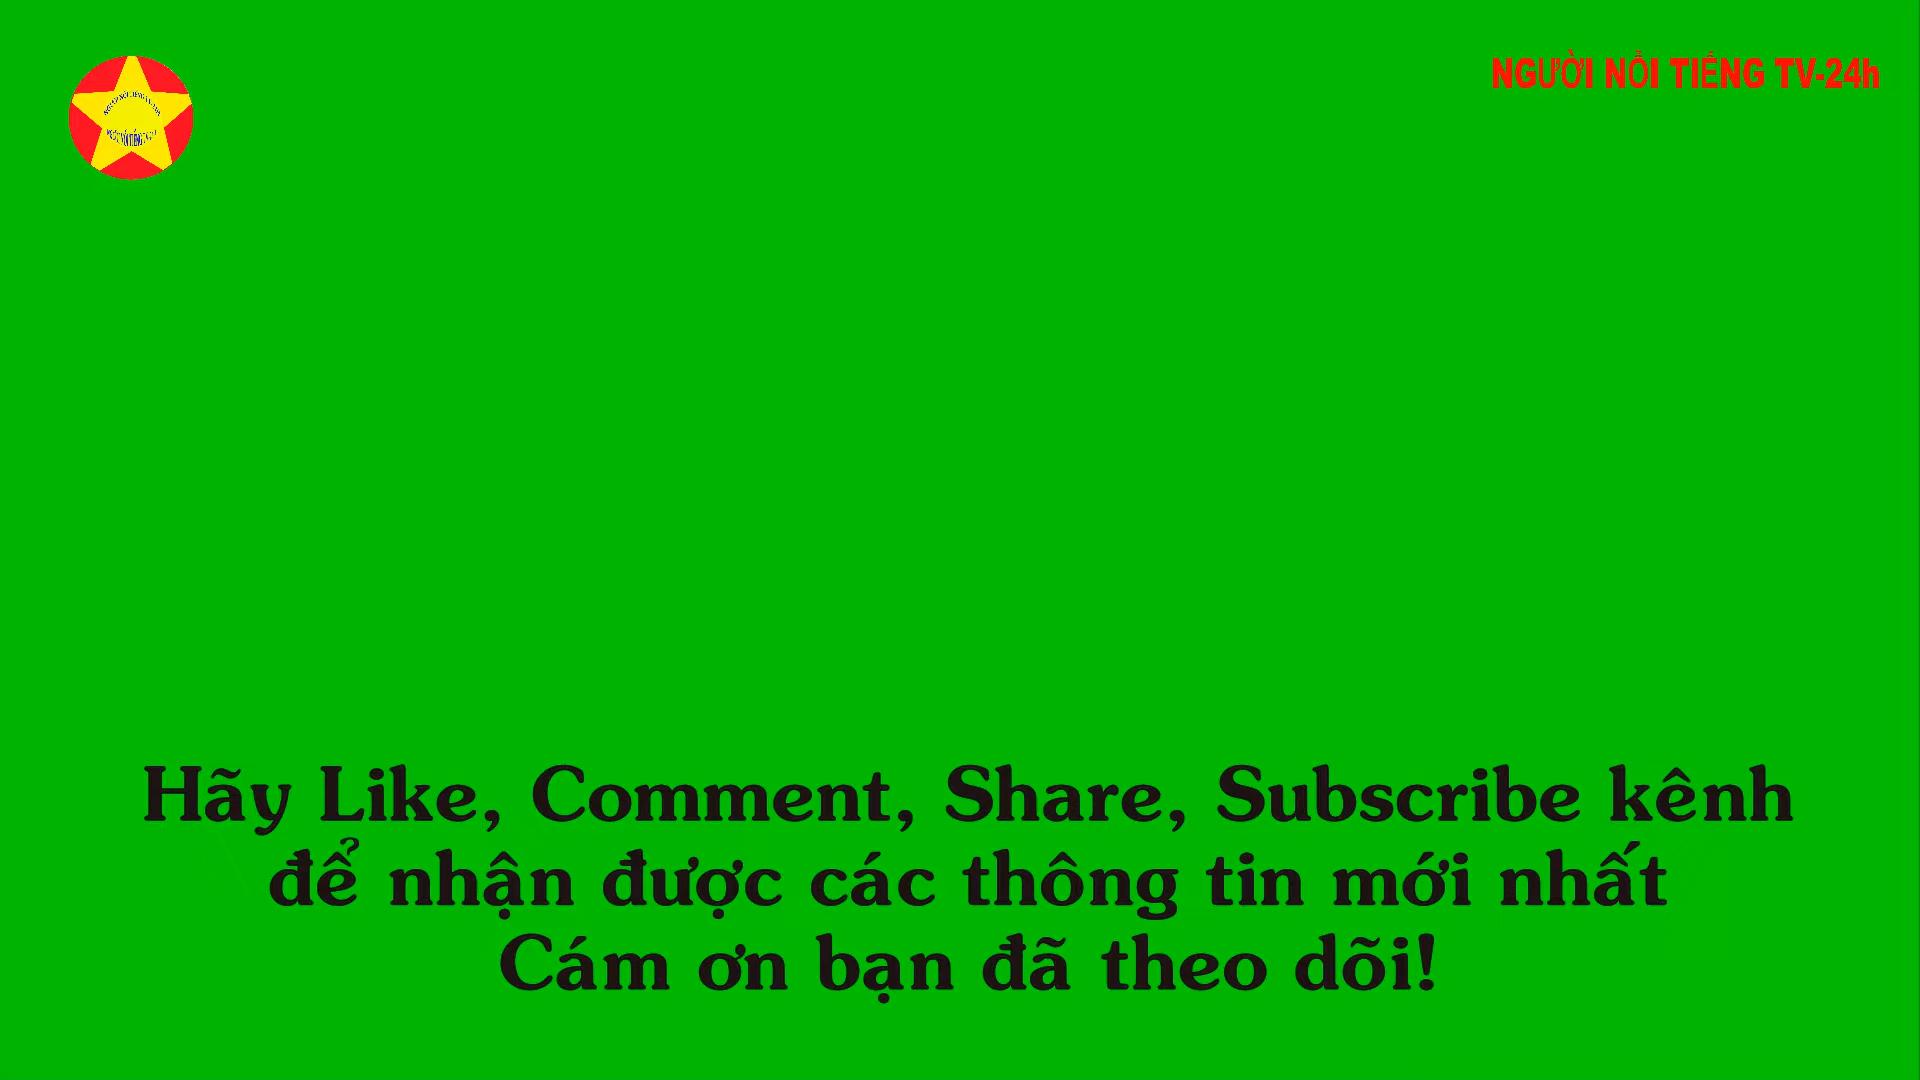 NGƯỜI NỔI TIẾNG TV-24h
Hãy Like, Comment, Share, Subscribe kênh
để nhận được các thông tin mới nhất
Cám ơn bạn đã theo dõi!